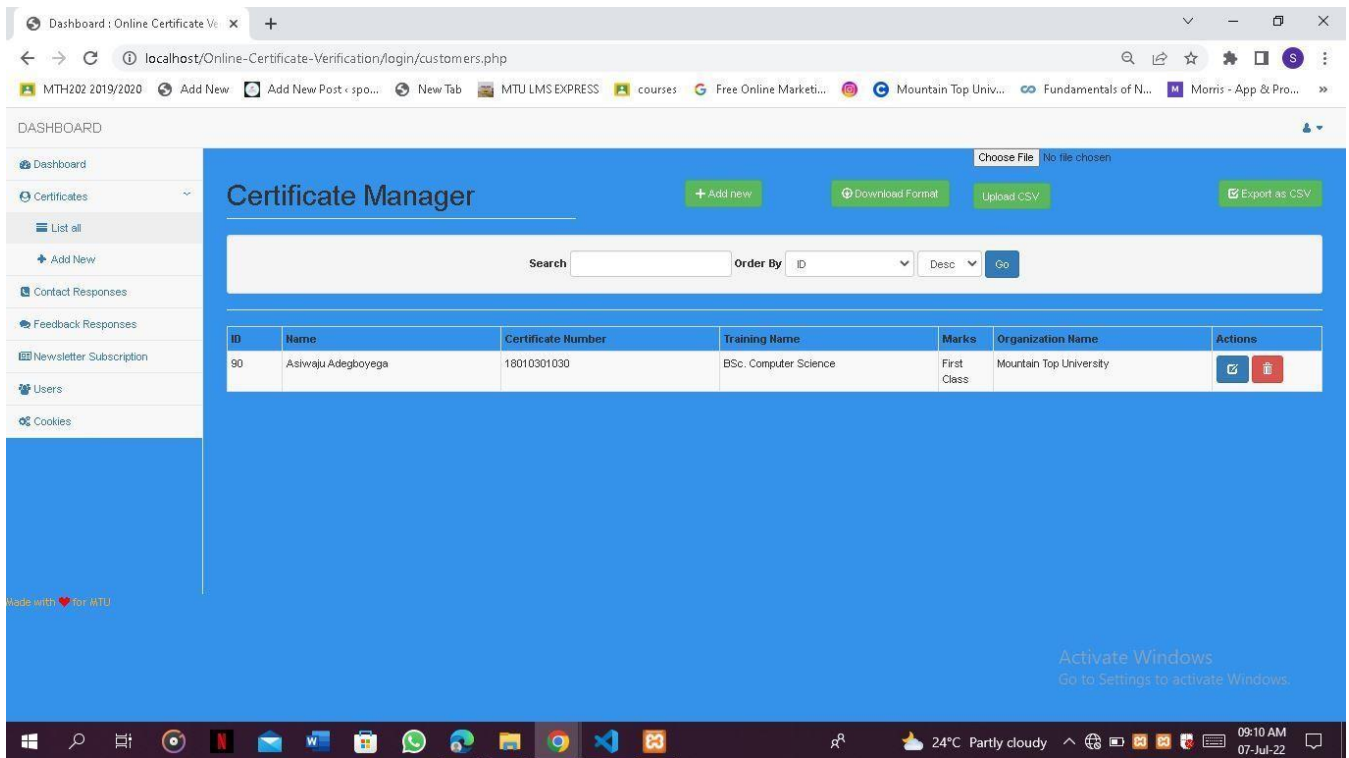 Dashboard : Online Certificate Ve
localhost/Online-Certificate-Verification/login/customers.php
S
MTH202 2019/2020 Add New Add New Post ‹ spo... New Tab MTU LMS EXPRESS courses Free Online Marketi... Mountain Top Univ... Fundamentals of N... Morris - App & Pro... »
DASHBOARD
Dashboard
Certificates
List all
Add New
Contact Responses
Feedback Responses
Newsletter Subscription
Users
Cookies
Choose File No file chosen
Certificate Manager
Add new Download Format Upload CSV Export as CSV
Search Order By ID Desc Go
ID Name Certificate Number Training Name Marks Organization Name Actions
90 Asiwaju Adegboyega 18010301030 BSc. Computer Science First Mountain Top University
Class
Made with ❤ for MTU
Activate Windows
Go to Settings to activate Windows.
24°C Partly cloudy
09:10 AM
07-Jul-22